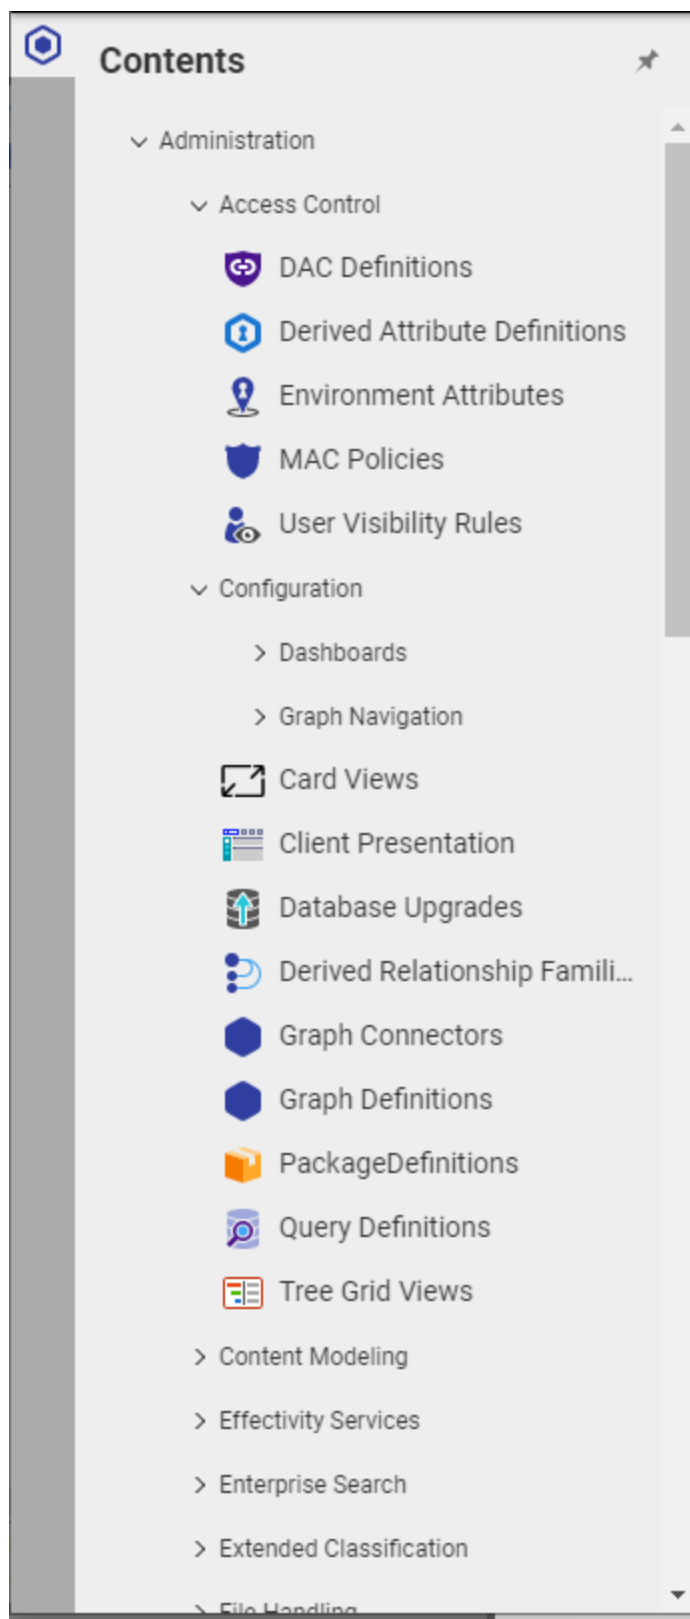 Contents
Administration
Access Control
DAC Definitions
Derived Attribute Definitions
Environment Attributes
MAC Policies
User Visibility Rules
Configuration
Dashboards
Graph Navigation
Card Views
Client Presentation
Database Upgrades
Derived Relationship Famili...
Graph Connectors
Graph Definitions
PackageDefinitions
Query Definitions
Tree Grid Views
Content Modeling
Effectivity Services
Enterprise Search
Extended Classification
File Handling